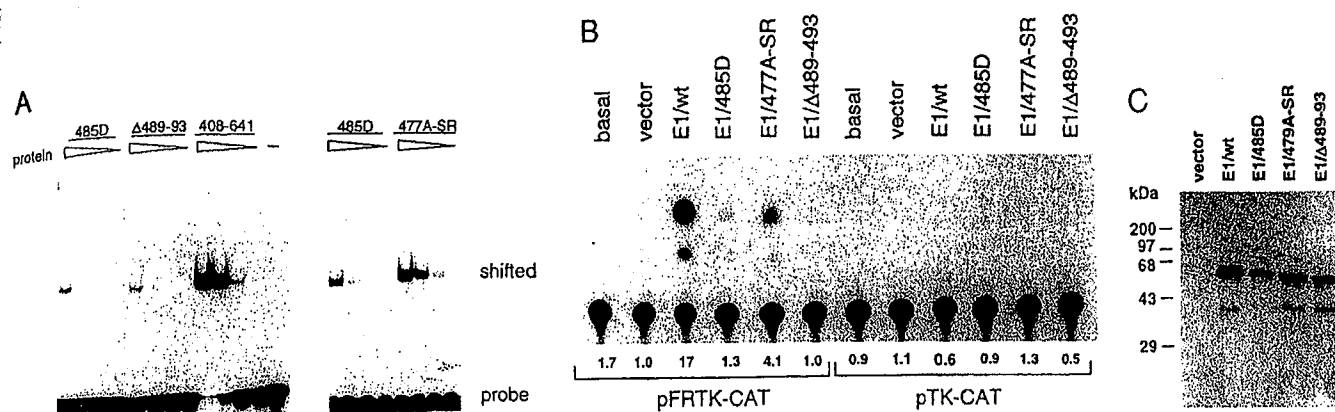 A
485D Δ489-93 408-641 –
485D 477A-SR
protein
shifted
probe
B
basal
vector
E1/wt
E1/485D
E1/477A-SR
E1/Δ489-493
basal
vector
E1/wt
E1/485D
E1/477A-SR
E1/Δ489-493
1.7 1.0 17 1.3 4.1 1.0 0.9 1.1 0.6 0.9 1.3 0.5
pFRTK-CAT pTK-CAT
C
vector
E1/wt
E1/485D
E1/479A-SR
E1/Δ489-93
kDa
200 –
97 –
68 –
43 –
29 –